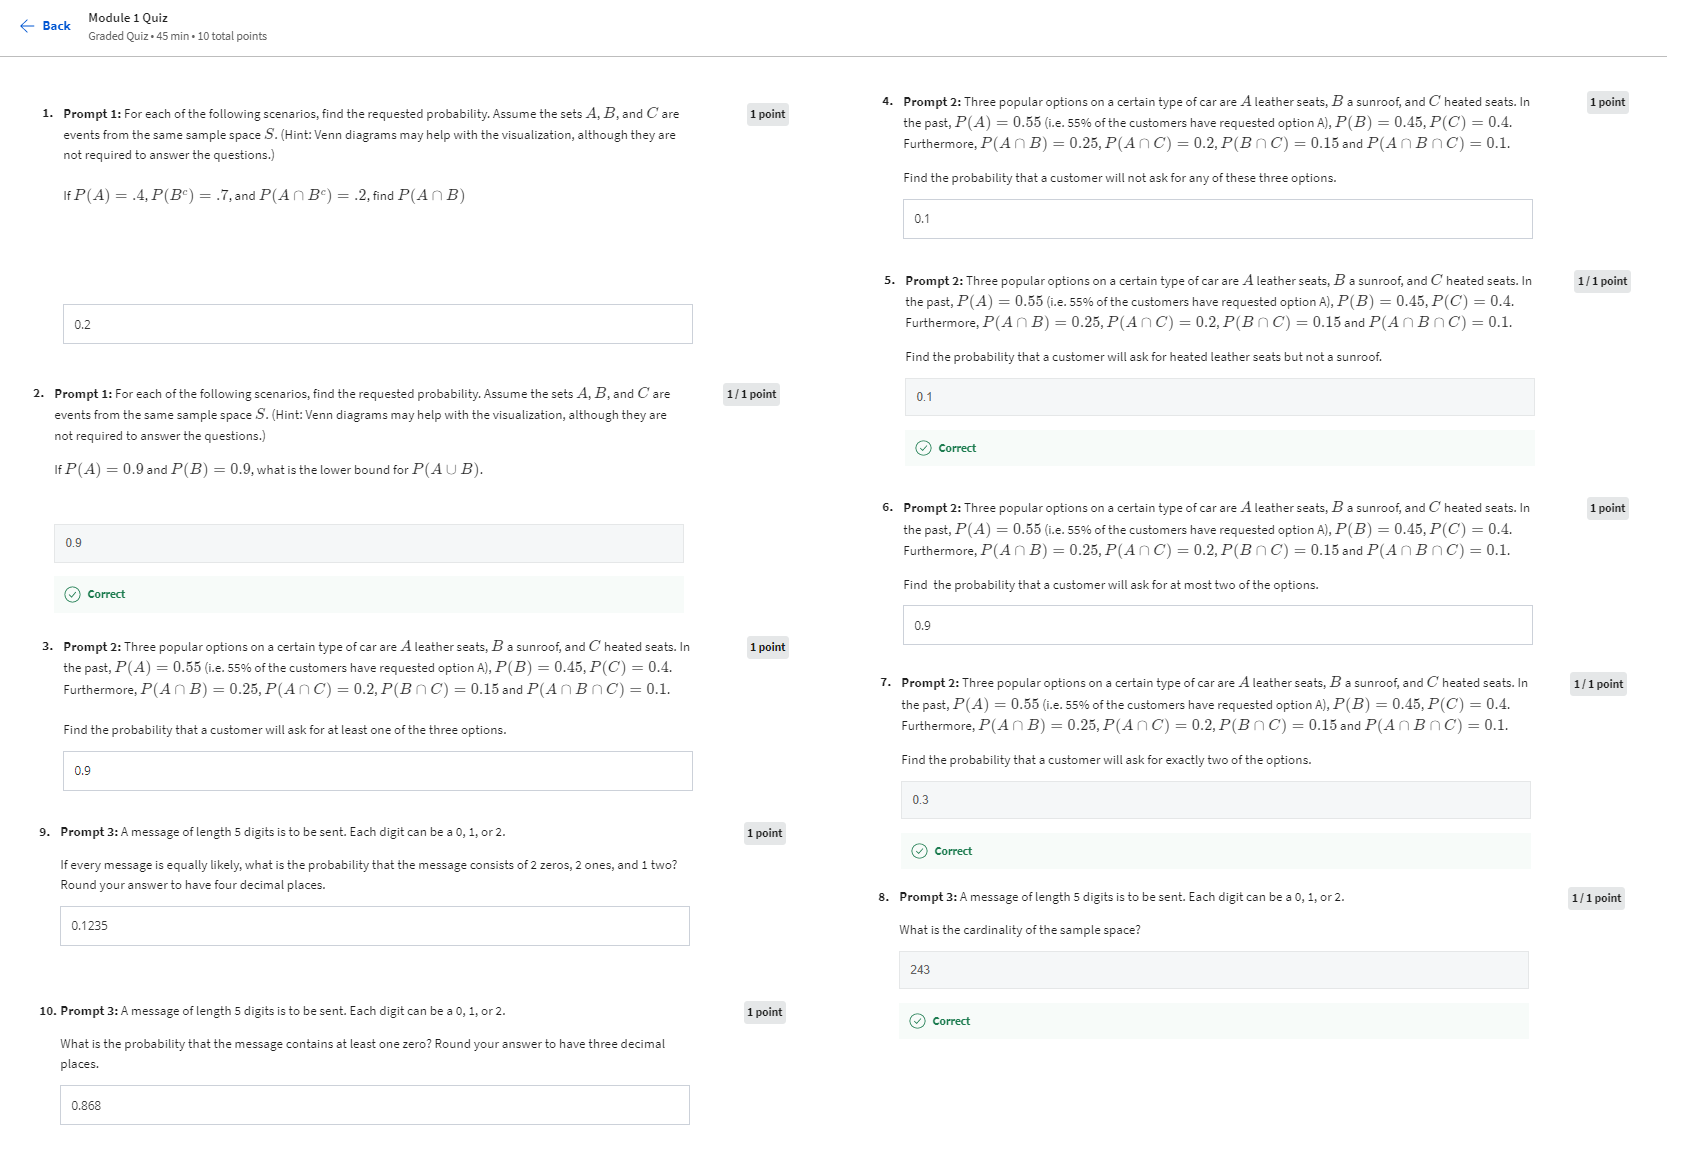 Back
Module 1 Quiz
Graded Quiz • 45 min • 10 total points
1. Prompt 1: For each of the following scenarios, find the requested probability. Assume the sets A, B, and C are
1 point
events from the same sample space S. (Hint: Venn diagrams may help with the visualization, although they are
not required to answer the questions.)
If P(A) = .4, P(Bᶜ) = .7, and P(A ∩ Bᶜ) = .2, find P(A ∩ B)
0.2
2. Prompt 1: For each of the following scenarios, find the requested probability. Assume the sets A, B, and C are
1 / 1 point
events from the same sample space S. (Hint: Venn diagrams may help with the visualization, although they are
not required to answer the questions.)
If P(A) = 0.9 and P(B) = 0.9, what is the lower bound for P(A ∪ B).
0.9
Correct
3. Prompt 2: Three popular options on a certain type of car are A leather seats, B a sunroof, and C heated seats. In
1 point
the past, P(A) = 0.55 (i.e. 55% of the customers have requested option A), P(B) = 0.45, P(C) = 0.4.
Furthermore, P(A ∩ B) = 0.25, P(A ∩ C) = 0.2, P(B ∩ C) = 0.15 and P(A ∩ B ∩ C) = 0.1.
Find the probability that a customer will ask for at least one of the three options.
0.9
9. Prompt 3: A message of length 5 digits is to be sent. Each digit can be a 0, 1, or 2.
1 point
If every message is equally likely, what is the probability that the message consists of 2 zeros, 2 ones, and 1 two?
Round your answer to have four decimal places.
0.1235
10. Prompt 3: A message of length 5 digits is to be sent. Each digit can be a 0, 1, or 2.
1 point
What is the probability that the message contains at least one zero? Round your answer to have three decimal
places.
0.868
4. Prompt 2: Three popular options on a certain type of car are A leather seats, B a sunroof, and C heated seats. In
1 point
the past, P(A) = 0.55 (i.e. 55% of the customers have requested option A), P(B) = 0.45, P(C) = 0.4.
Furthermore, P(A ∩ B) = 0.25, P(A ∩ C) = 0.2, P(B ∩ C) = 0.15 and P(A ∩ B ∩ C) = 0.1.
Find the probability that a customer will not ask for any of these three options.
0.1
5. Prompt 2: Three popular options on a certain type of car are A leather seats, B a sunroof, and C heated seats. In
1 / 1 point
the past, P(A) = 0.55 (i.e. 55% of the customers have requested option A), P(B) = 0.45, P(C) = 0.4.
Furthermore, P(A ∩ B) = 0.25, P(A ∩ C) = 0.2, P(B ∩ C) = 0.15 and P(A ∩ B ∩ C) = 0.1.
Find the probability that a customer will ask for heated leather seats but not a sunroof.
0.1
Correct
6. Prompt 2: Three popular options on a certain type of car are A leather seats, B a sunroof, and C heated seats. In
1 point
the past, P(A) = 0.55 (i.e. 55% of the customers have requested option A), P(B) = 0.45, P(C) = 0.4.
Furthermore, P(A ∩ B) = 0.25, P(A ∩ C) = 0.2, P(B ∩ C) = 0.15 and P(A ∩ B ∩ C) = 0.1.
Find the probability that a customer will ask for at most two of the options.
0.9
7. Prompt 2: Three popular options on a certain type of car are A leather seats, B a sunroof, and C heated seats. In
1 / 1 point
the past, P(A) = 0.55 (i.e. 55% of the customers have requested option A), P(B) = 0.45, P(C) = 0.4.
Furthermore, P(A ∩ B) = 0.25, P(A ∩ C) = 0.2, P(B ∩ C) = 0.15 and P(A ∩ B ∩ C) = 0.1.
Find the probability that a customer will ask for exactly two of the options.
0.3
Correct
8. Prompt 3: A message of length 5 digits is to be sent. Each digit can be a 0, 1, or 2.
1 / 1 point
What is the cardinality of the sample space?
243
Correct